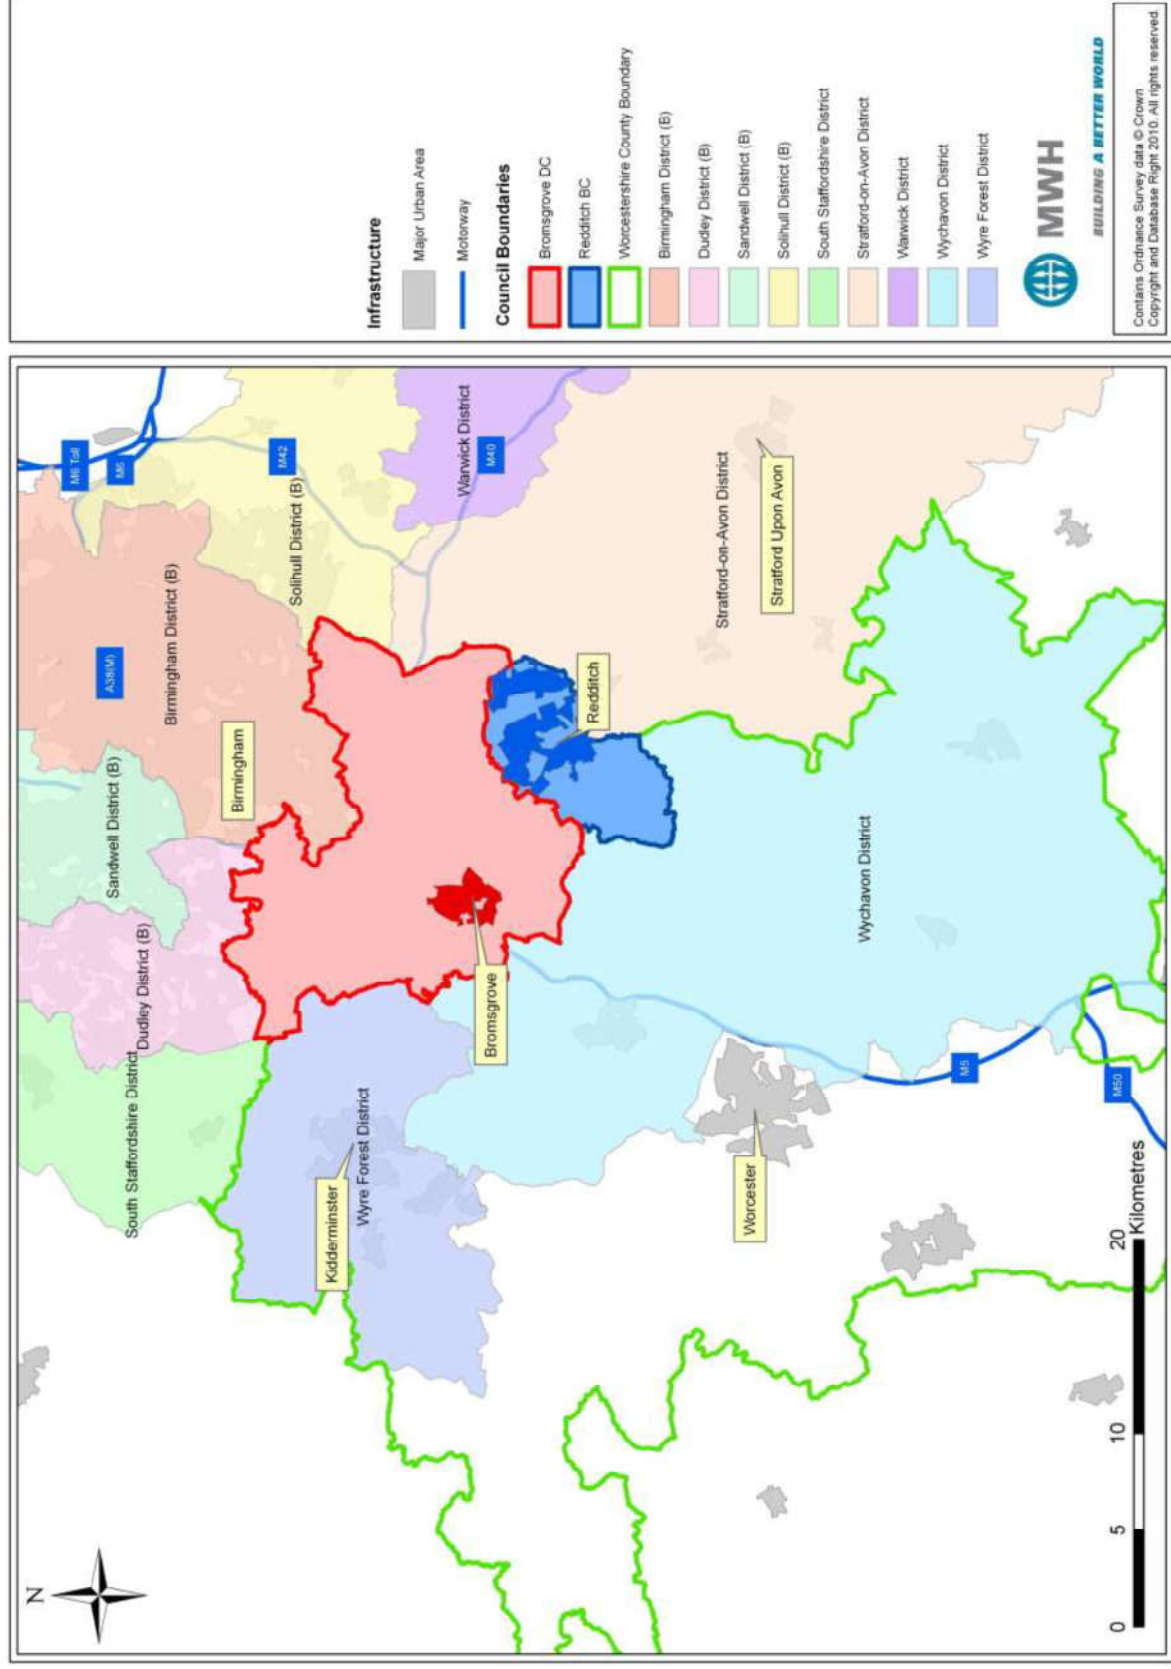 N
South Staffordshire District
Dudley District (B)
Sandwell District (B)
Birmingham District (B)
A38(M)
M6 Toll
M6
Birmingham
Solihull District (B)
M42
Kidderminster
Wyre Forest District
Warwick District
M40
Bromsgrove
Redditch
Stratford-on-Avon District
Stratford Upon Avon
Worcester
Wychavon District
M5
M50
0
5
10
20
Kilometres
Infrastructure
Major Urban Area
Motorway
Council Boundaries
Bromsgrove DC
Redditch BC
Worcestershire County Boundary
Birmingham District (B)
Dudley District (B)
Sandwell District (B)
Solihull District (B)
South Staffordshire District
Stratford-on-Avon District
Warwick District
Wychavon District
Wyre Forest District
MWH
BUILDING A BETTER WORLD
Contains Ordnance Survey data © Crown
Copyright and Database Right 2010. All rights reserved.